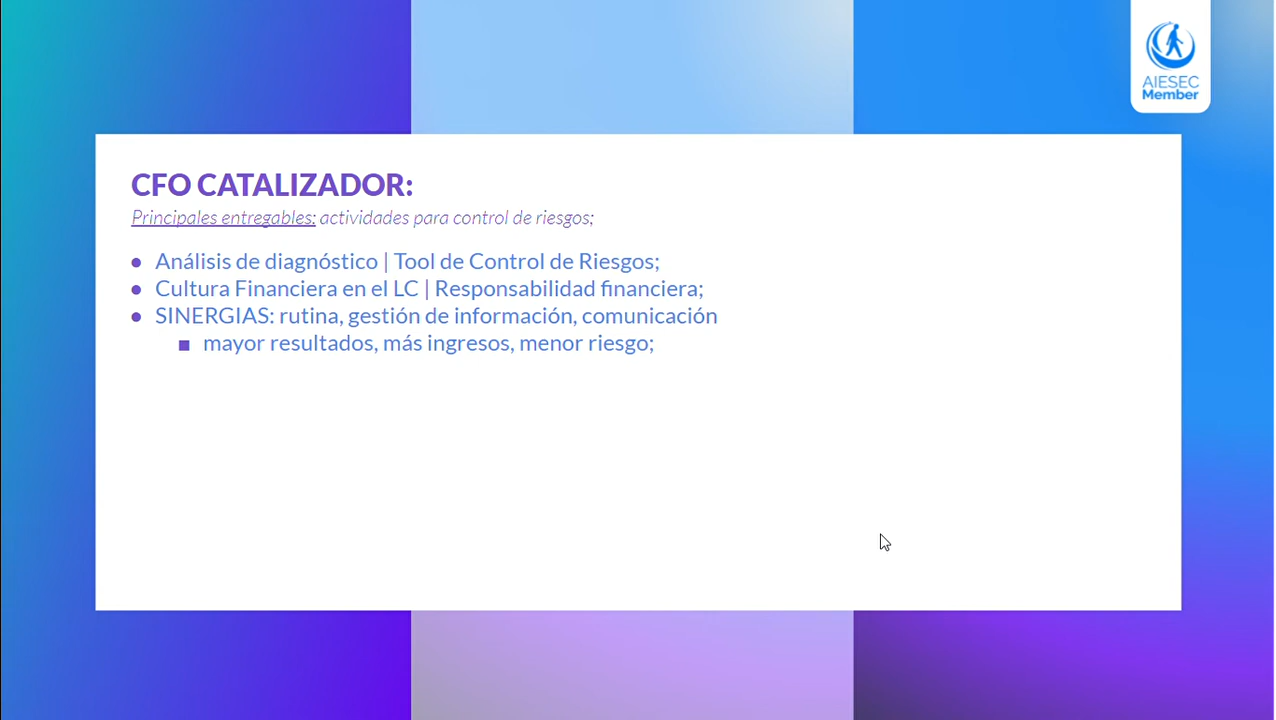 AIESEC
Member
CFO CATALIZADOR:
Principales entregables: actividades para control de riesgos;
● Análisis de diagnóstico | Tool de Control de Riesgos;
● Cultura Financiera en el LC | Responsabilidad financiera;
● SINERGIAS: rutina, gestión de información, comunicación
■ mayor resultados, más ingresos, menor riesgo;